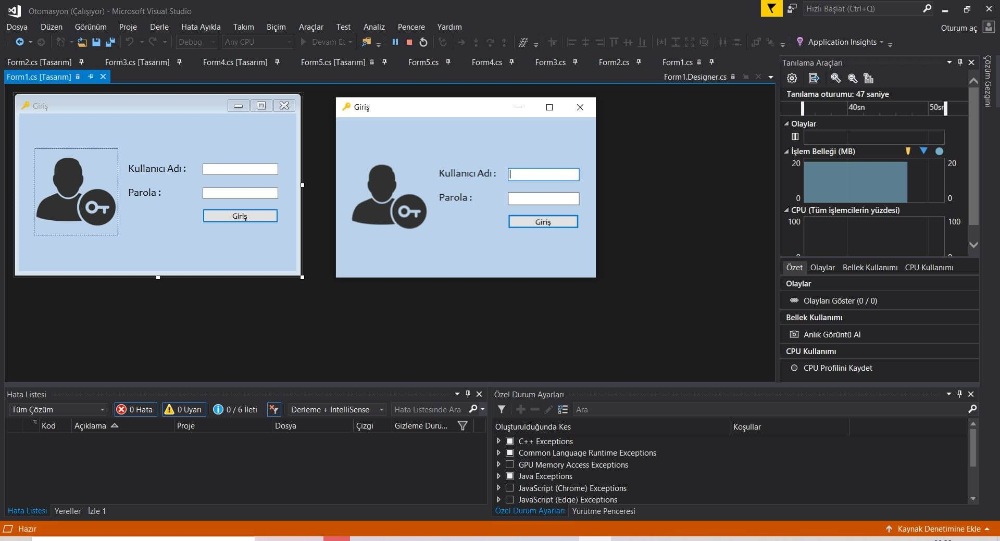 Otomasyon (Çalışıyor) - Microsoft Visual Studio
Hızlı Başlat (Ctrl+Q)
Dosya Düzen Görünüm Proje Derle Hata Ayıkla Takım Biçim Araçlar Test Analiz Pencere Yardım
Oturum aç
Debug Any CPU Devam Et Application Insights
Form2.cs [Tasarım] Form3.cs [Tasarım] Form4.cs [Tasarım] Form5.cs [Tasarım] Form5.cs Form4.cs Form3.cs Form2.cs Form1.cs
Form1.cs [Tasarım] Form1.Designer.cs
Giriş
Kullanıcı Adı :
Parola :
Giriş
Giriş
Kullanıcı Adı :
Parola :
Giriş
Tanılama Araçları
Tanılama oturumu: 47 saniye
40sn 50sn
Olaylar
İşlem Belleği (MB)
20 20
0 0
CPU (Tüm işlemcilerin yüzdesi)
100 100
0 0
Özet Olaylar Bellek Kullanımı CPU Kullanımı
Olaylar
Olayları Göster (0 / 0)
Bellek Kullanımı
Anlık Görüntü Al
CPU Kullanımı
CPU Profilini Kaydet
Çözüm Gezgini
Hata Listesi
Tüm Çözüm 0 Hata 0 Uyarı 0 / 6 İleti Derleme + IntelliSense Hata Listesinde Ara
Kod Açıklama Proje Dosya Çizgi Gizleme Duru...
Hata Listesi Yereller İzle 1
Özel Durum Ayarları
Ara
Oluşturulduğunda Kes Koşullar
C++ Exceptions
Common Language Runtime Exceptions
GPU Memory Access Exceptions
Java Exceptions
JavaScript (Chrome) Exceptions
JavaScript (Edge) Exceptions
Özel Durum Ayarları Yürütme Penceresi
Hazır
Kaynak Denetimine Ekle